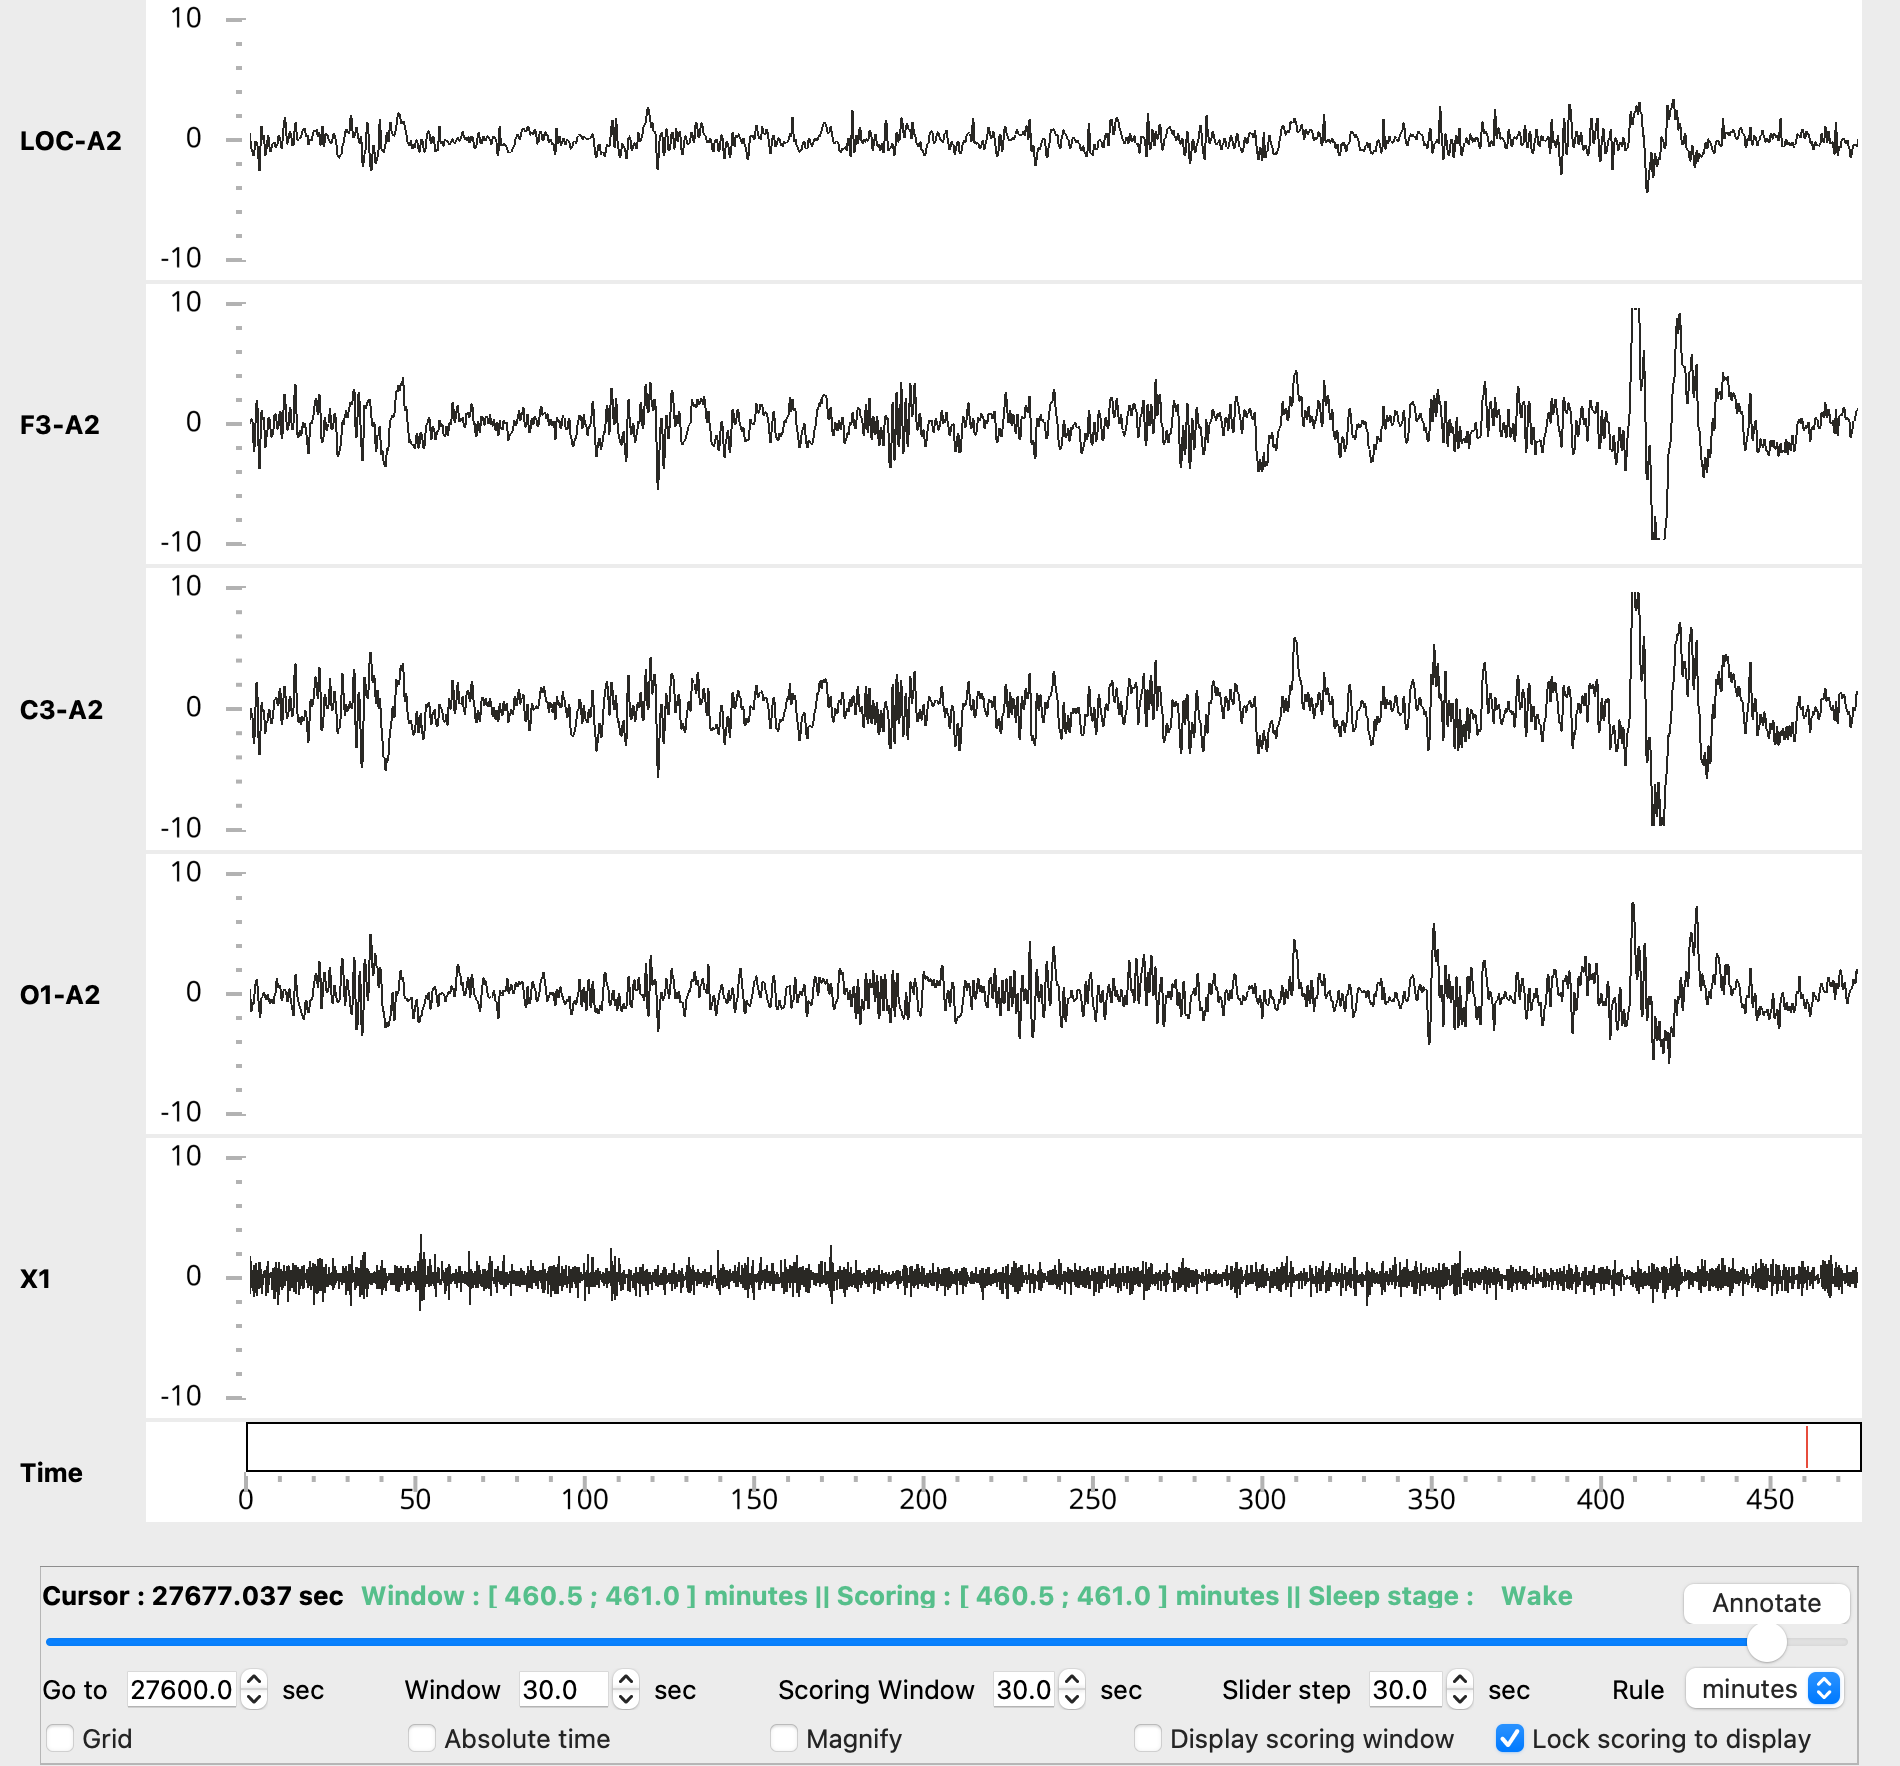 10
LOC-A2 0
-10
10
F3-A2 0
-10
10
C3-A2 0
-10
10
O1-A2 0
-10
10
X1 0
-10
Time
0 50 100 150 200 250 300 350 400 450
Cursor : 27677.037 sec Window : [ 460.5 ; 461.0 ] minutes || Scoring : [ 460.5 ; 461.0 ] minutes || Sleep stage : Wake Annotate
Go to 27600.0 sec Window 30.0 sec Scoring Window 30.0 sec Slider step 30.0 sec Rule minutes
Grid Absolute time Magnify Display scoring window Lock scoring to display